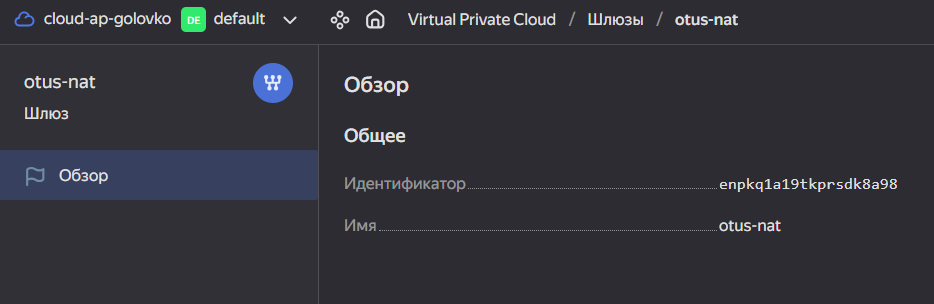 cloud-ap-golovko DE default Virtual Private Cloud / Шлюзы / otus-nat
otus-nat
Шлюз
Обзор
Обзор
Общее
Идентификатор enpkq1a19tkprsdk8a98
Имя otus-nat